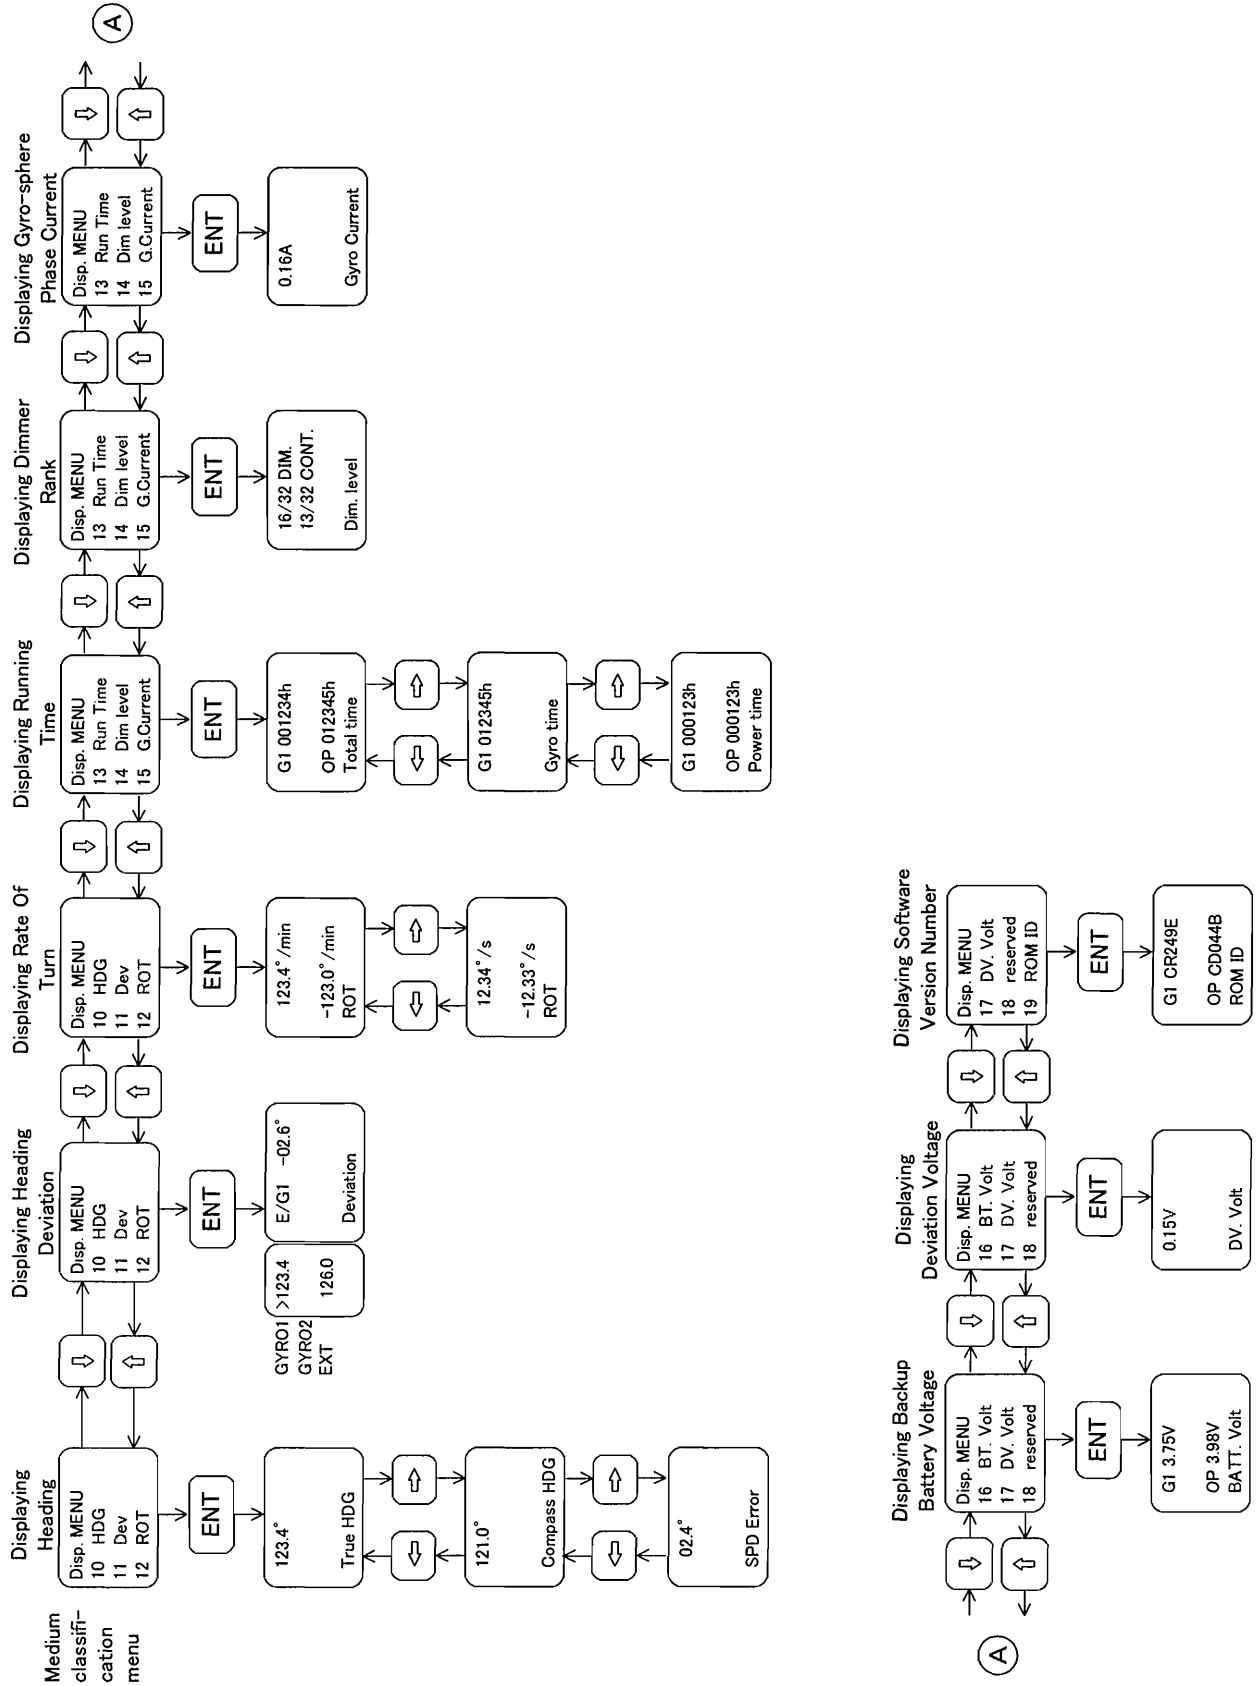 Medium
classifi-
cation
menu
Displaying
Heading
Disp. MENU
10 HDG
11 Dev
12 ROT
ENT
123.4°
True HDG
121.0°
Compass HDG
02.4°
SPD Error
Displaying Heading
Deviation
Disp. MENU
10 HDG
11 Dev
12 ROT
ENT
GYRO1 >123.4
GYRO2
EXT 126.0
E/G1 -02.6°
Deviation
Displaying Rate Of
Turn
Disp. MENU
10 HDG
11 Dev
12 ROT
ENT
123.4°/min
-123.0°/min
ROT
12.34°/s
-12.33°/s
ROT
Displaying Running
Time
Disp. MENU
13 Run Time
14 Dim level
15 G.Current
ENT
G1 001234h
OP 012345h
Total time
G1 012345h
Gyro time
G1 000123h
OP 000123h
Power time
Displaying Dimmer
Rank
Disp. MENU
13 Run Time
14 Dim level
15 G.Current
ENT
16/32 DIM.
13/32 CONT.
Dim. level
Displaying Gyro-sphere
Phase Current
Disp. MENU
13 Run Time
14 Dim level
15 G.Current
ENT
0.16A
Gyro Current
A
A
Displaying Backup
Battery Voltage
Disp. MENU
16 BT. Volt
17 DV. Volt
18 reserved
ENT
G1 3.75V
OP 3.98V
BATT. Volt
Displaying
Deviation Voltage
Disp. MENU
16 BT. Volt
17 DV. Volt
18 reserved
ENT
0.15V
DV. Volt
Displaying Software
Version Number
Disp. MENU
17 DV. Volt
18 reserved
19 ROM ID
ENT
G1 CR249E
OP CD044B
ROM ID